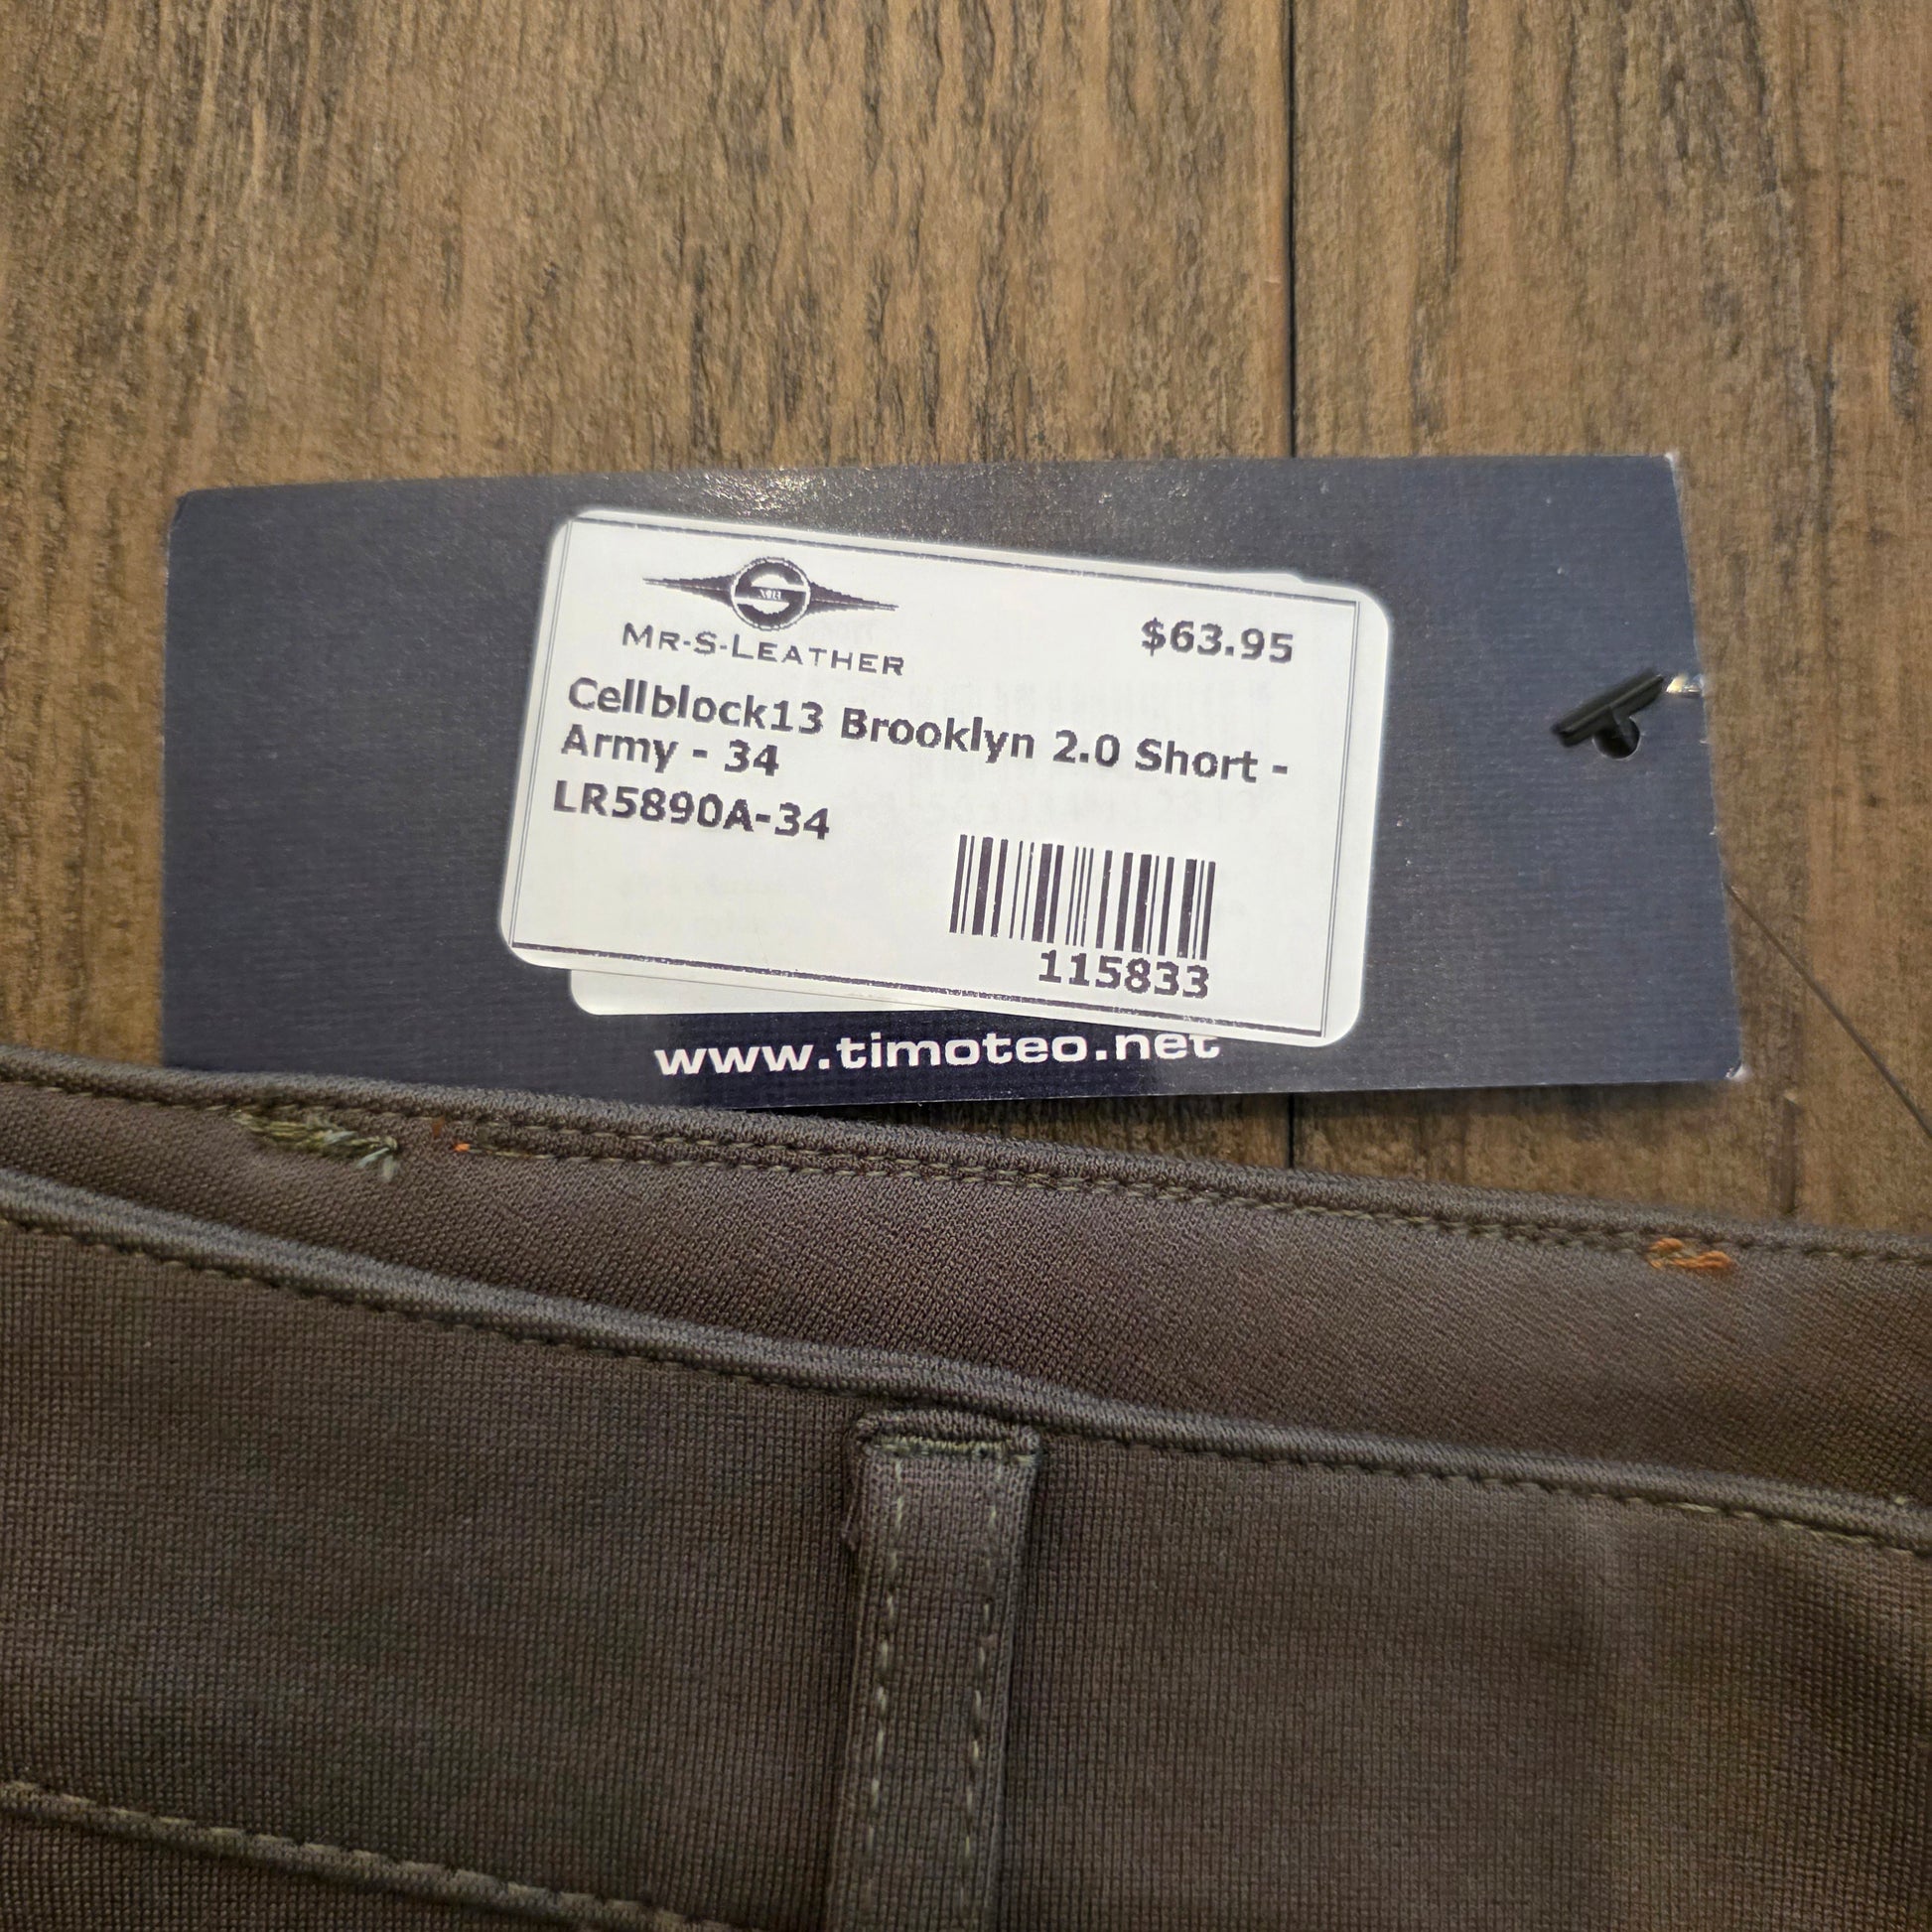 MR-S-LEATHER
$63.95
Cellblock13 Brooklyn 2.0 Short -
Army - 34
LR5890A-34
115833
www.timoteo.net